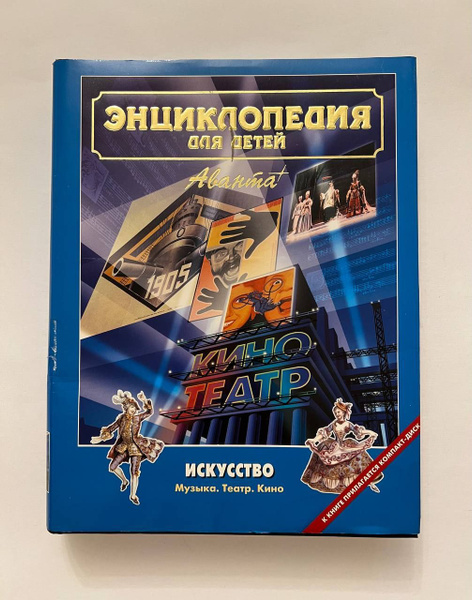 ЭНЦИКЛОПЕДИЯ
ДЛЯ ДЕТЕЙ
Аванта+
1905
КИНО
ТЕАТР
ИСКУССТВО
Музыка. Театр. Кино
К КНИГЕ ПРИЛАГАЕТСЯ КОМПАКТ-ДИСК